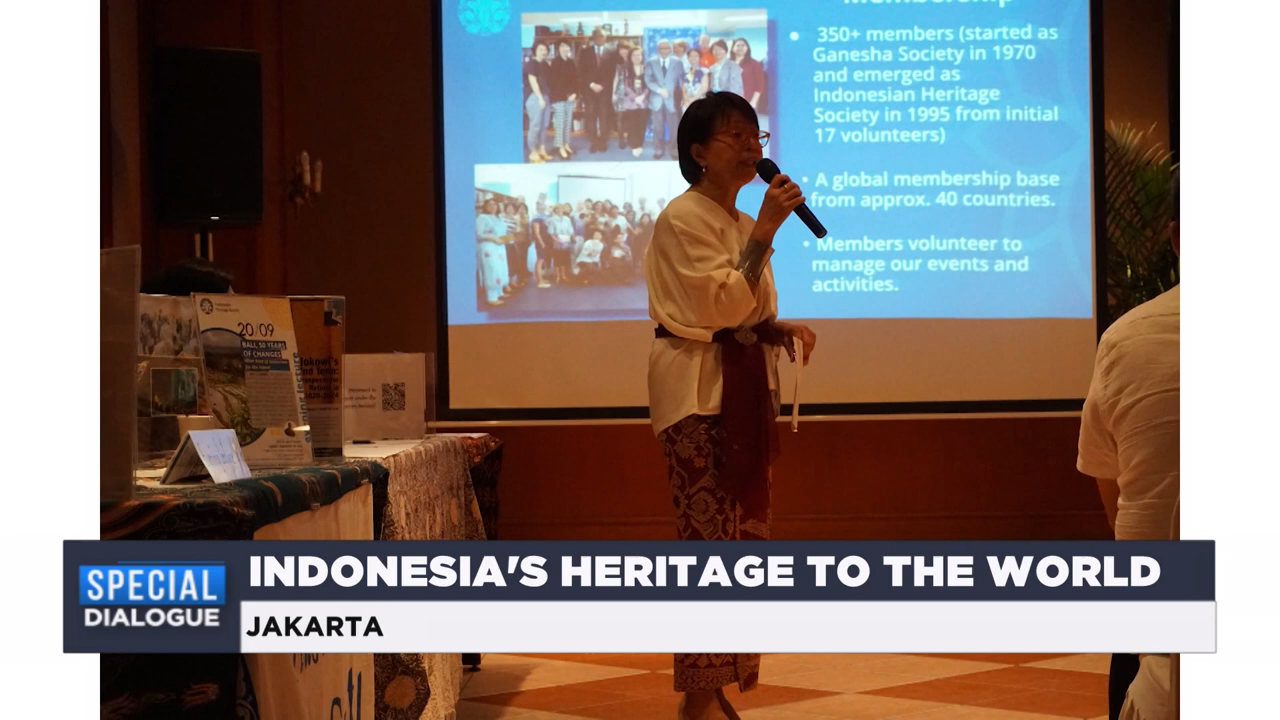 Membership
• 350+ members (started as
Ganesha Society in 1970
and emerged as
Indonesian Heritage
Society in 1995 from initial
17 volunteers)
• A global membership base
from approx. 40 countries.
• Members volunteer to
manage our events and
activities.
20/09
BALI, 50 YEARS
OF CHANGES
SPECIAL
DIALOGUE
INDONESIA'S HERITAGE TO THE WORLD
JAKARTA